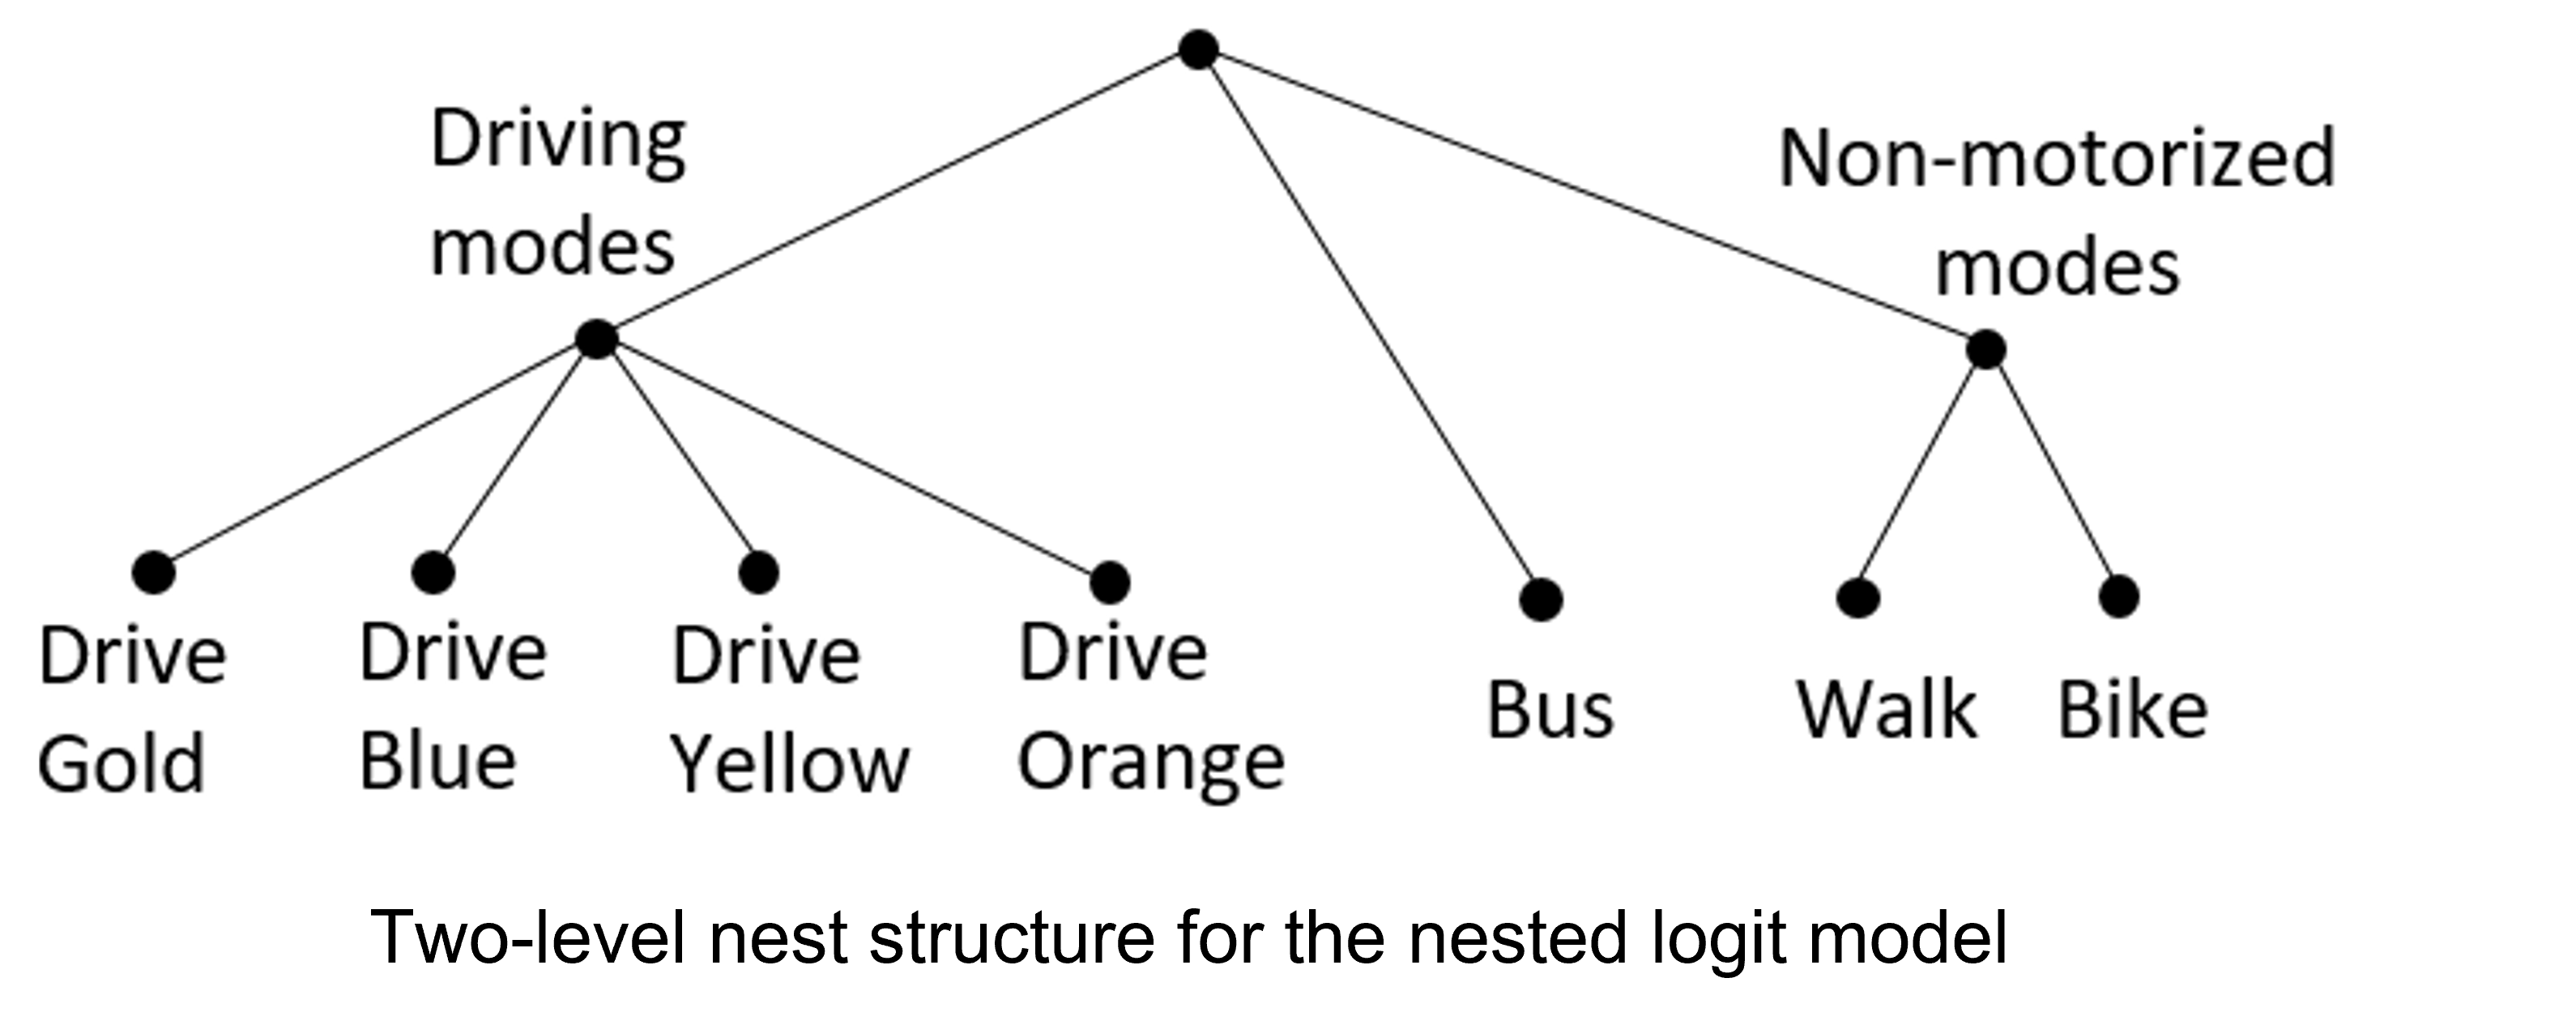 Driving
modes
Non-motorized
modes
Drive
Gold
Drive
Blue
Drive
Yellow
Drive
Orange
Bus
Walk
Bike
Two-level nest structure for the nested logit model